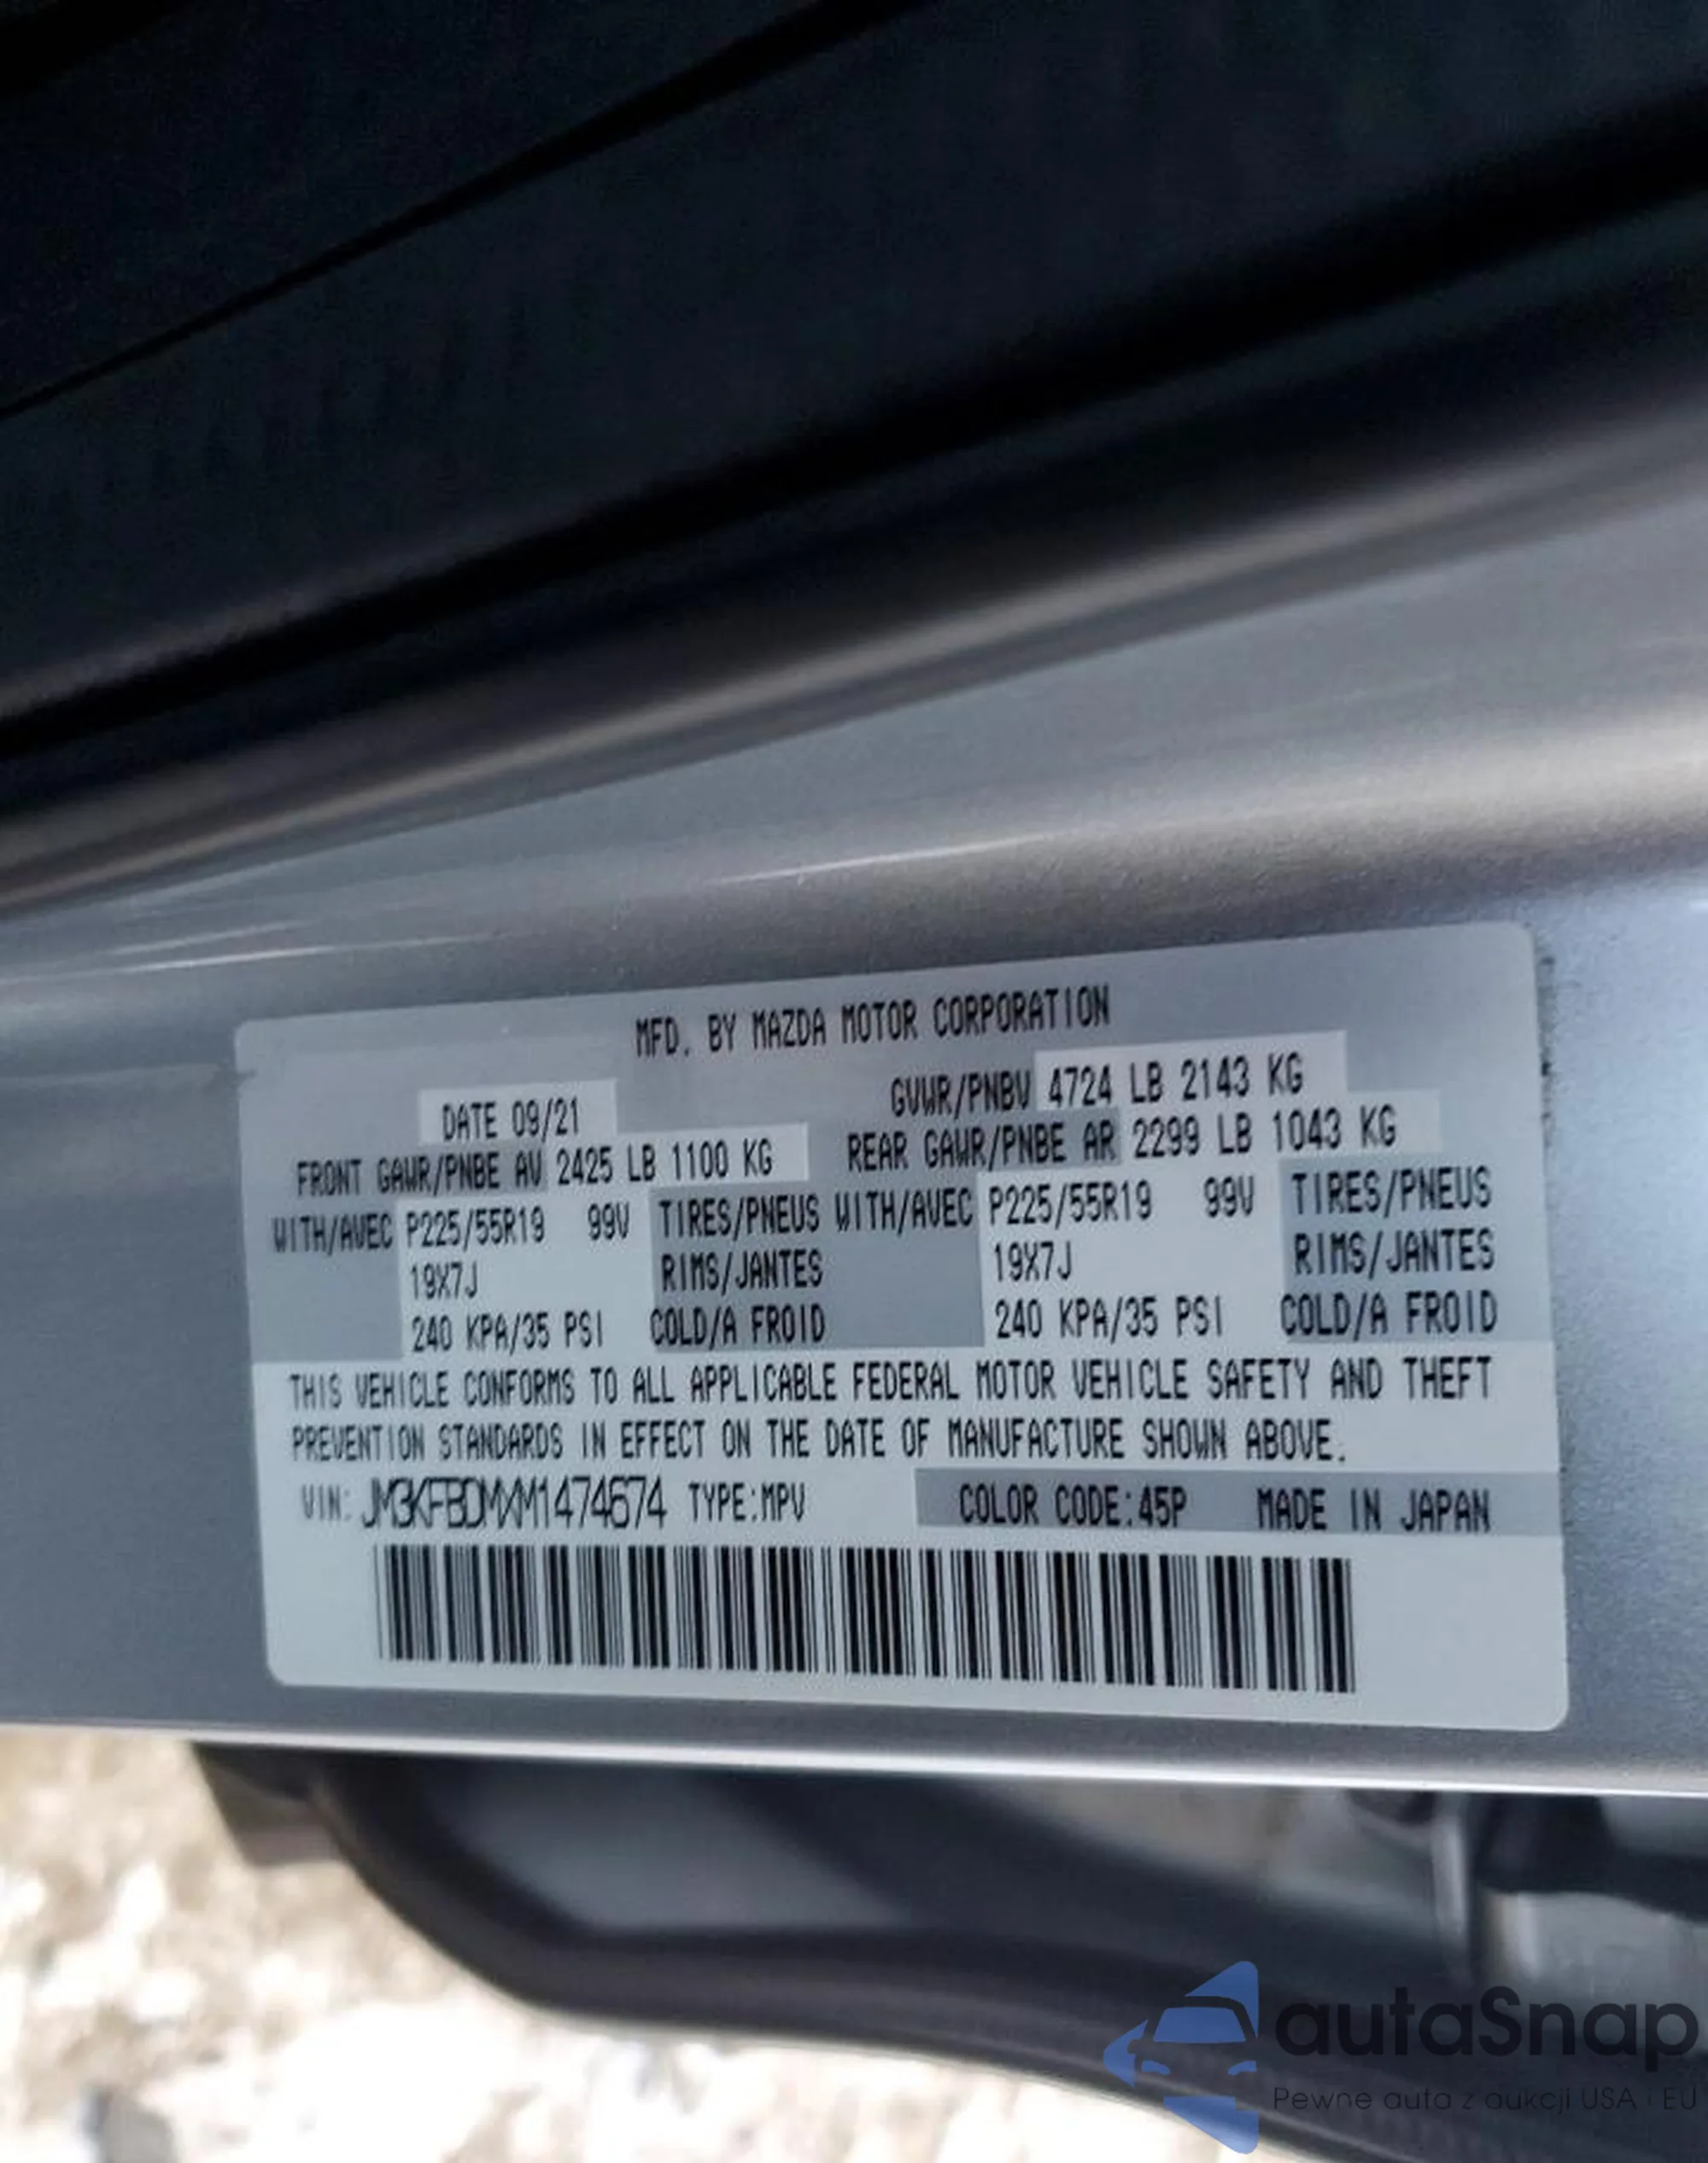 MFD. BY MAZDA MOTOR CORPORATION
DATE 09/21 GVWR/PNBV 4724 LB 2143 KG
FRONT GAWR/PNBE AV 2425 LB 1100 KG REAR GAWR/PNBE AR 2299 LB 1043 KG
WITH/AVEC P225/55R19 99V TIRES/PNEUS WITH/AVEC P225/55R19 99V TIRES/PNEUS
19X7J RIMS/JANTES 19X7J RIMS/JANTES
240 KPA/35 PSI COLD/A FROID 240 KPA/35 PSI COLD/A FROID
THIS VEHICLE CONFORMS TO ALL APPLICABLE FEDERAL MOTOR VEHICLE SAFETY AND THEFT
PREVENTION STANDARDS IN EFFECT ON THE DATE OF MANUFACTURE SHOWN ABOVE.
VIN: JM3KFBDMXM1474674 TYPE:MPV COLOR CODE:45P MADE IN JAPAN
autaSnap
Pewne auta z aukcji USA i EU